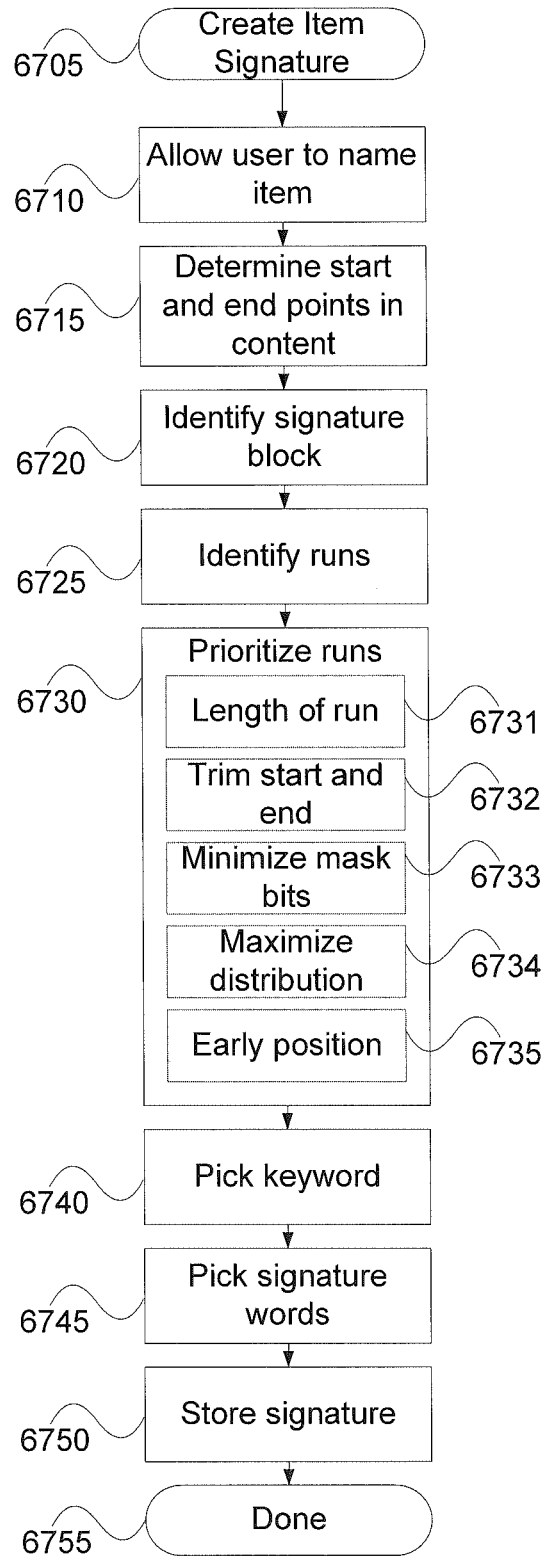 Create Item
Signature
6705
Allow user to name
item
6710
Determine start
and end points in
content
6715
Identify signature
block
6720
Identify runs
6725
Prioritize runs
6730
Length of run
6731
Trim start and
end
6732
Minimize mask
bits
6733
Maximize
distribution
6734
Early position
6735
Pick keyword
6740
Pick signature
words
6745
Store signature
6750
Done
6755